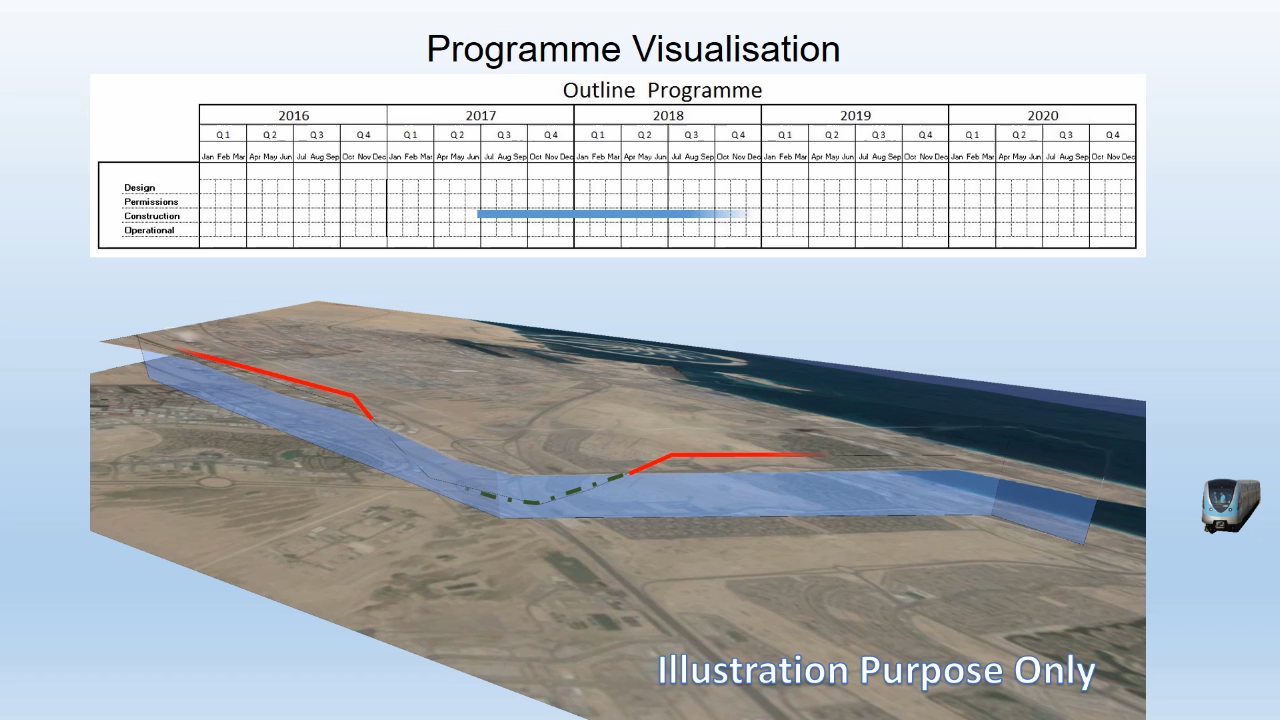 Programme Visualisation
Outline Programme
2016 2017 2018 2019 2020
Q.1 Q.2 Q.3 Q.4 Q.1 Q.2 Q.3 Q.4 Q.1 Q.2 Q.3 Q.4 Q.1 Q.2 Q.3 Q.4 Q.1 Q.2 Q.3 Q.4
Jan Feb Mar Apr May Jun Jul Aug Sep Oct Nov Dec Jan Feb Mar Apr May Jun Jul Aug Sep Oct Nov Dec Jan Feb Mar Apr May Jun Jul Aug Sep Oct Nov Dec Jan Feb Mar Apr May Jun Jul Aug Sep Oct Nov Dec Jan Feb Mar Apr May Jun Jul Aug Sep Oct Nov Dec
Design
Permissions
Construction
Operational
Illustration Purpose Only